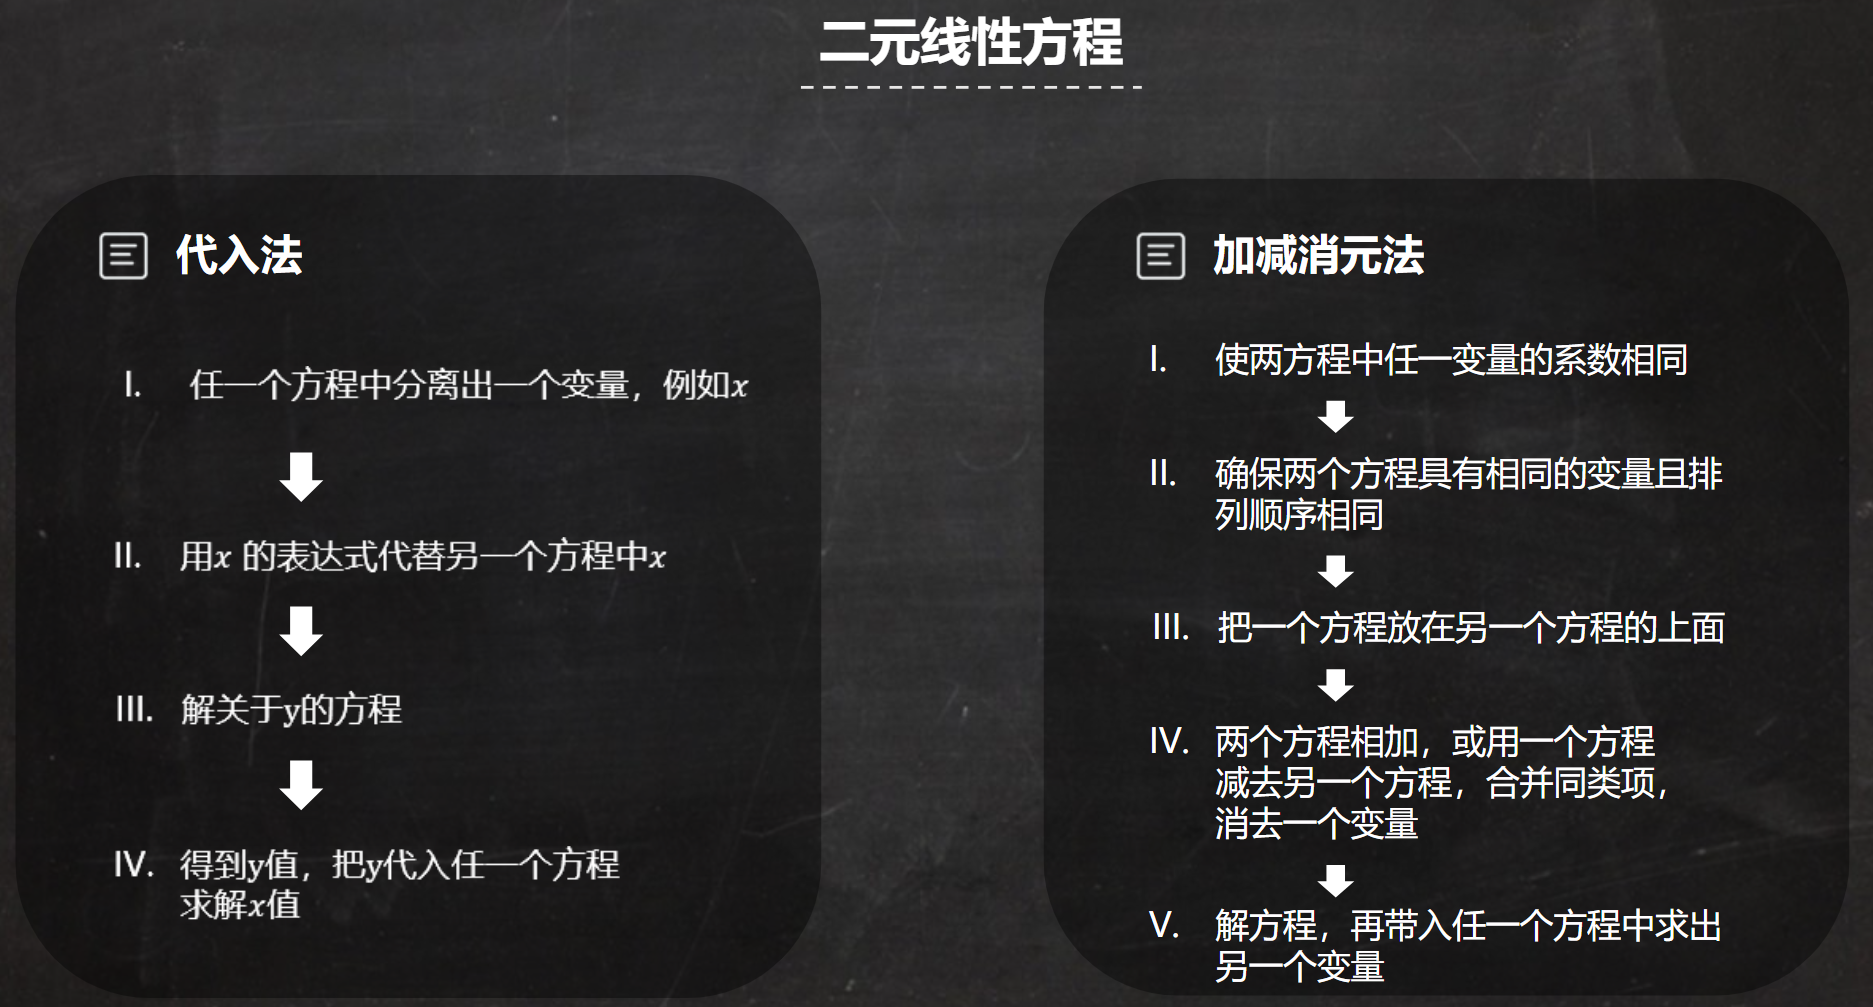 二元线性方程
代入法
I. 任一个方程中分离出一个变量，例如x
II. 用x 的表达式代替另一个方程中x
III. 解关于y的方程
IV. 得到y值，把y代入任一个方程
求解x值
加减消元法
I. 使两方程中任一变量的系数相同
II. 确保两个方程具有相同的变量且排
列顺序相同
III. 把一个方程放在另一个方程的上面
IV. 两个方程相加，或用一个方程
减去另一个方程，合并同类项，
消去一个变量
V. 解方程，再带入任一个方程中求出
另一个变量